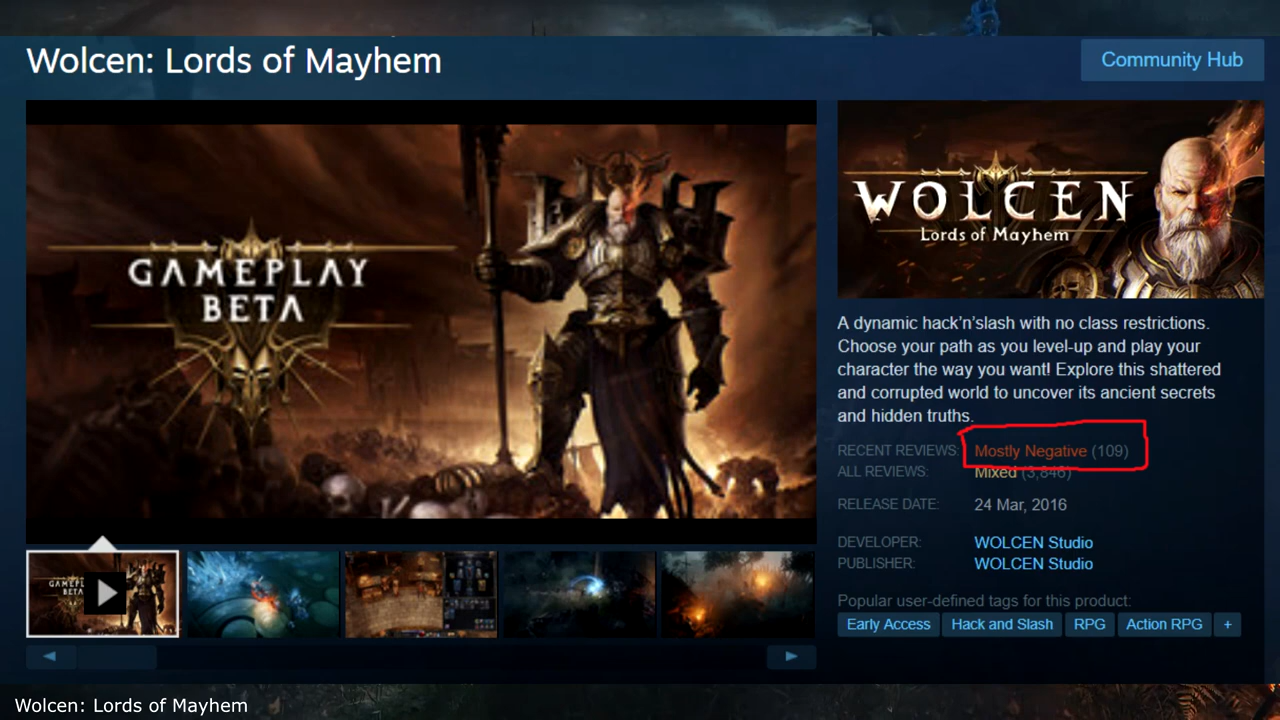 Wolcen: Lords of Mayhem
Community Hub
GAMEPLAY
BETA
WOLCEN
Lords of Mayhem
A dynamic hack'n'slash with no class restrictions.
Choose your path as you level-up and play your
character the way you want! Explore this shattered
and corrupted world to uncover its ancient secrets
and hidden truths.
RECENT REVIEWS: Mostly Negative (109)
ALL REVIEWS: Mixed (3,846)
RELEASE DATE: 24 Mar, 2016
DEVELOPER: WOLCEN Studio
PUBLISHER: WOLCEN Studio
Popular user-defined tags for this product:
Early Access Hack and Slash RPG Action RPG +
GAMEPL
BETA
Wolcen: Lords of Mayhem